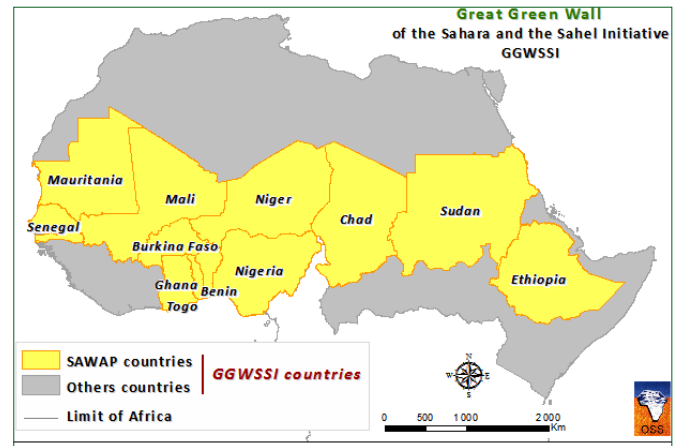 Great Green Wall
of the Sahara and the Sahel Initiative
GGWSSI
Mauritania
Mali
Niger
Chad
Sudan
Senegal
Burkina Faso
Nigeria
Ethiopia
Ghana
Benin
Togo
SAWAP countries
Others countries
GGWSSI countries
Limit of Africa
N
W E
S
0 500 1 000 2 000
Km
OSS